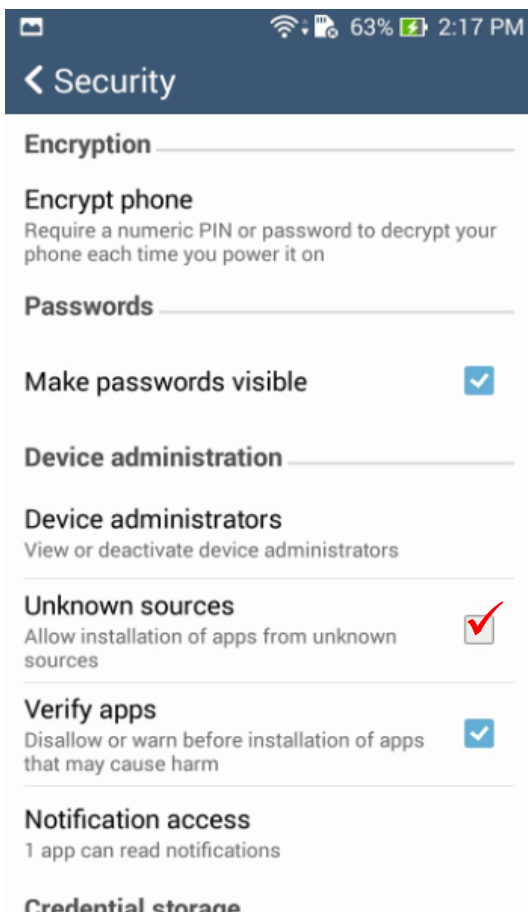 63% 2:17 PM
Security
Encryption
Encrypt phone
Require a numeric PIN or password to decrypt your
phone each time you power it on
Passwords
Make passwords visible
Device administration
Device administrators
View or deactivate device administrators
Unknown sources
Allow installation of apps from unknown
sources
Verify apps
Disallow or warn before installation of apps
that may cause harm
Notification access
1 app can read notifications
Credential storage